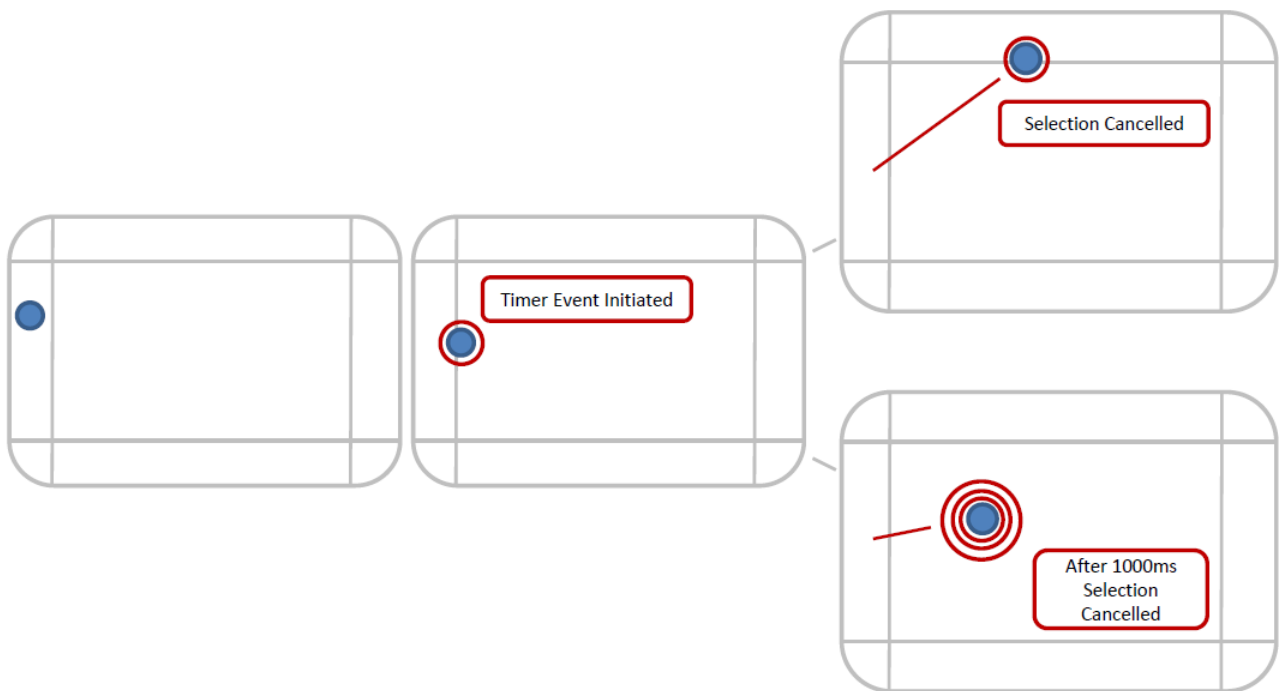 Selection Cancelled
Timer Event Initiated
After 1000ms
Selection
Cancelled